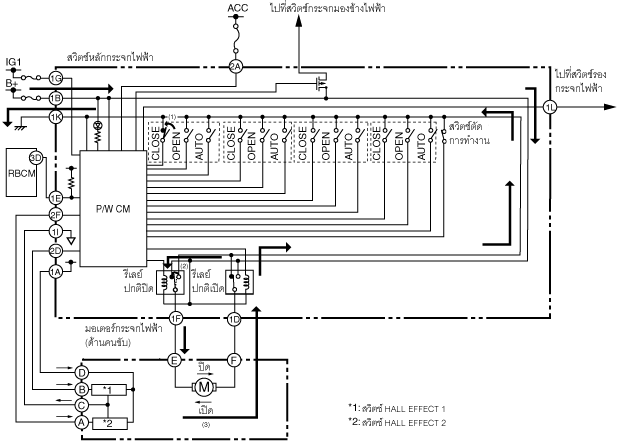 ACC
ไปที่สวิตช์กระจกมองข้างไฟฟ้า
สวิตช์หลักกระจกไฟฟ้า
IG1
B+
1G
2A
ไปที่สวิตช์รอง
กระจกไฟฟ้า
1B
1L
1K
(1)
CLOSE
OPEN
AUTO
CLOSE
OPEN
AUTO
CLOSE
OPEN
AUTO
CLOSE
OPEN
AUTO
สวิตช์ตัด
การทำงาน
3D
RBCM
1E
P/W CM
2F
1I
2D
1A
(2)
รีเลย์
ปกติปิด
รีเลย์
ปกติเปิด
1F
1D
มอเตอร์กระจกไฟฟ้า
(ด้านคนขับ)
E
F
ปิด
M
เปิด
(3)
D
B
*1
C
A
*2
*1: สวิตช์ HALL EFFECT 1
*2: สวิตช์ HALL EFFECT 2